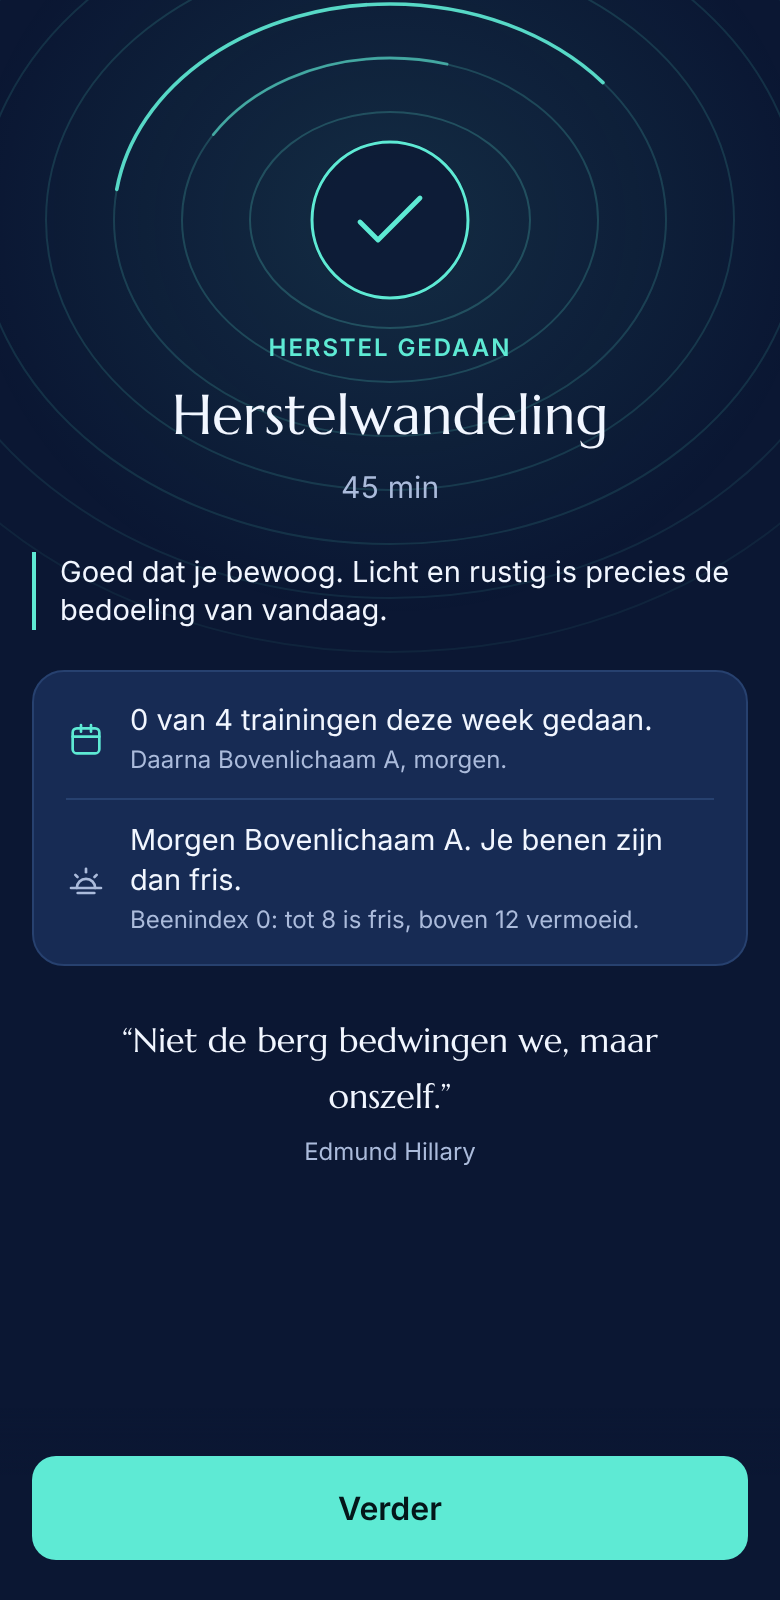 HERSTEL GEDAAN
Herstelwandeling
45 min
Goed dat je bewoog. Licht en rustig is precies de
bedoeling van vandaag.
0 van 4 trainingen deze week gedaan.
Daarna Bovenlichaam A, morgen.
Morgen Bovenlichaam A. Je benen zijn
dan fris.
Beenindex 0: tot 8 is fris, boven 12 vermoeid.
“Niet de berg bedwingen we, maar
onszelf.”
Edmund Hillary
Verder